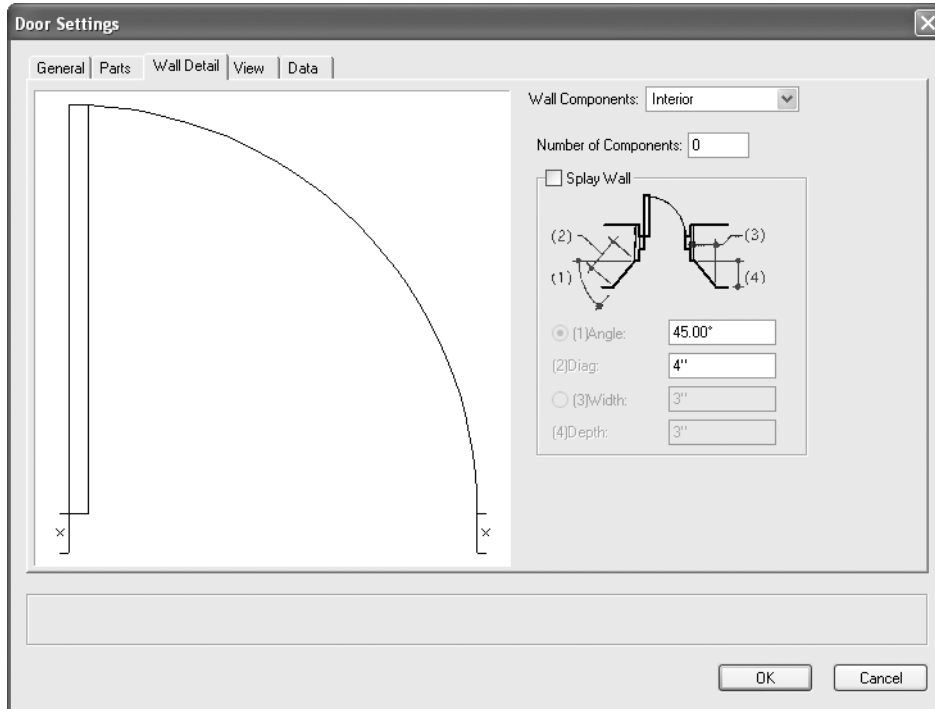 Door Settings
General Parts Wall Detail View Data
Wall Components: Interior
Number of Components: 0
Splay Wall
(2) (3)
(1) (4)
(1)Angle: 45.00°
(2)Diag: 4"
(3)Width: 3"
(4)Depth: 3"
OK Cancel